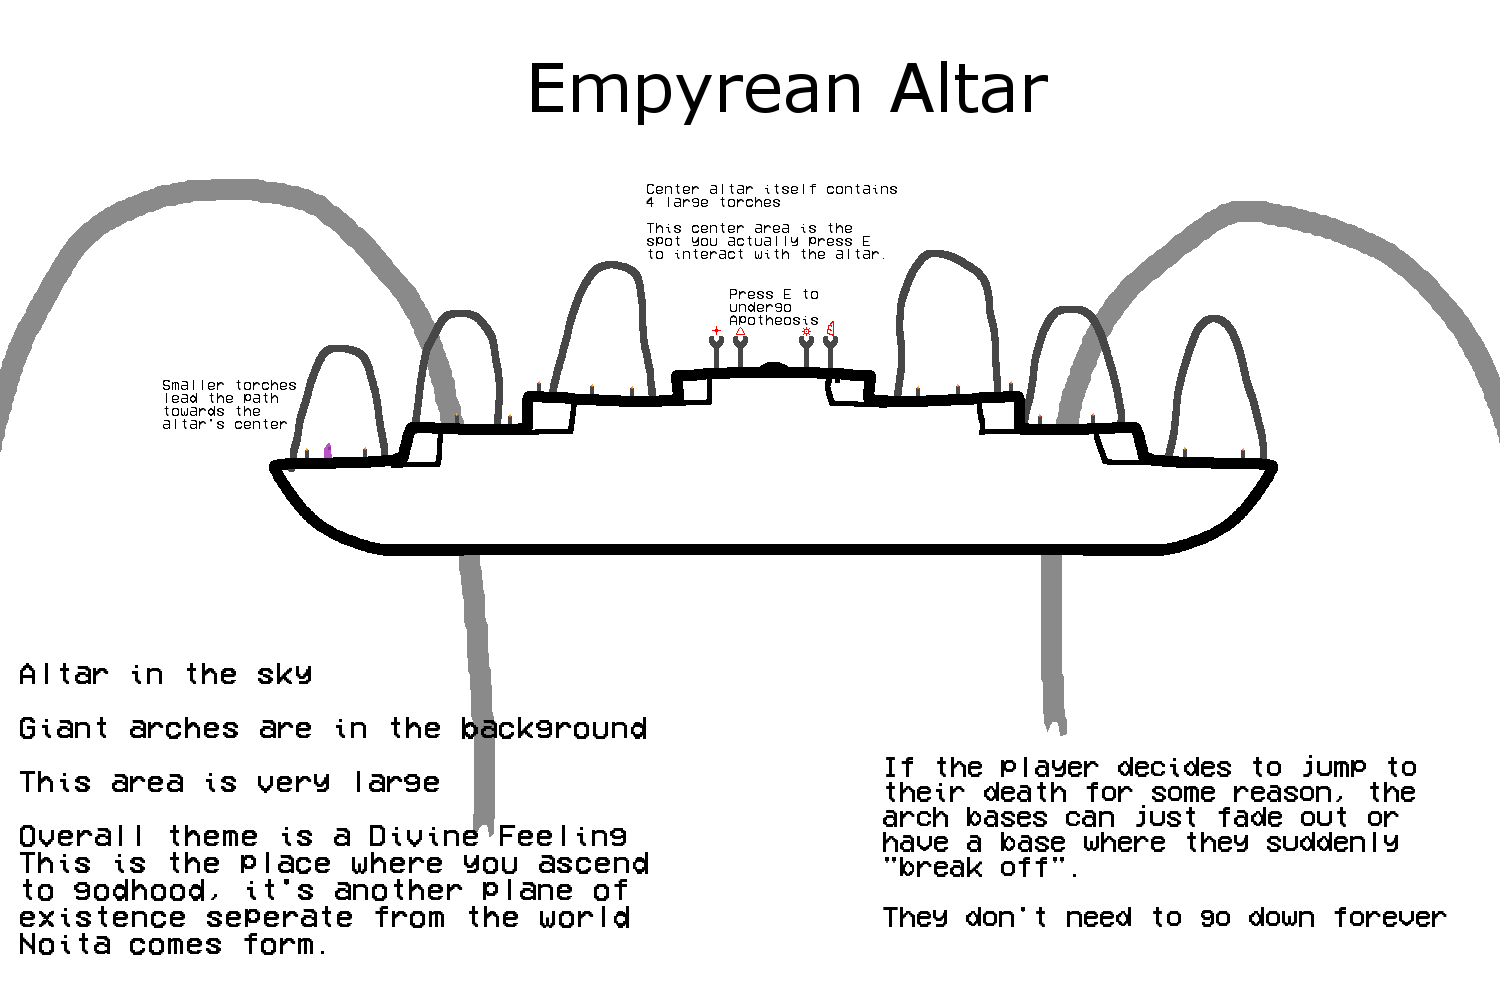 Empyrean Altar
Center altar itself contains
4 large torches
This center area is the
spot you actually press E
to interact with the altar.
Press E to
undergo
Apotheosis
Smaller torches
lead the path
towards the
altar's center
Altar in the sky
Giant arches are in the background
This area is very large
Overall theme is a Divine Feeling
This is the place where you ascend
to godhood, it's another plane of
existence seperate from the world
Noita comes form.
If the player decides to jump to
their death for some reason, the
arch bases can just fade out or
have a base where they suddenly
"break off".
They don't need to go down forever